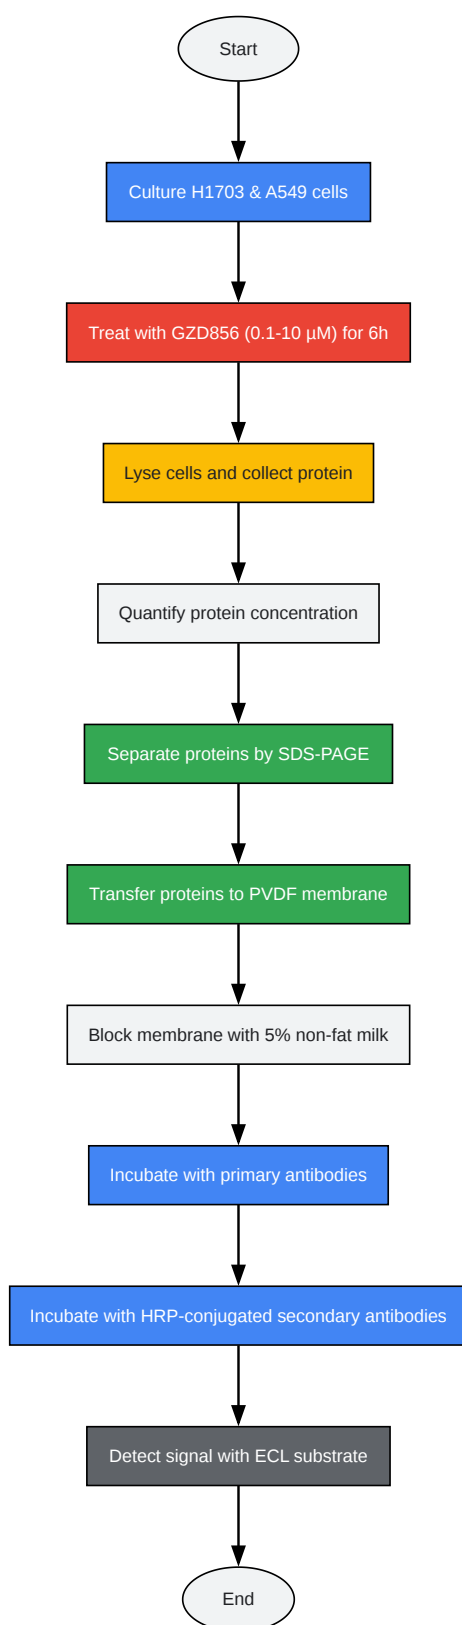 Start
Culture H1703 & A549 cells
Treat with GZD856 (0.1-10 µM) for 6h
Lyse cells and collect protein
Quantify protein concentration
Separate proteins by SDS-PAGE
Transfer proteins to PVDF membrane
Block membrane with 5% non-fat milk
Incubate with primary antibodies
Incubate with HRP-conjugated secondary antibodies
Detect signal with ECL substrate
End